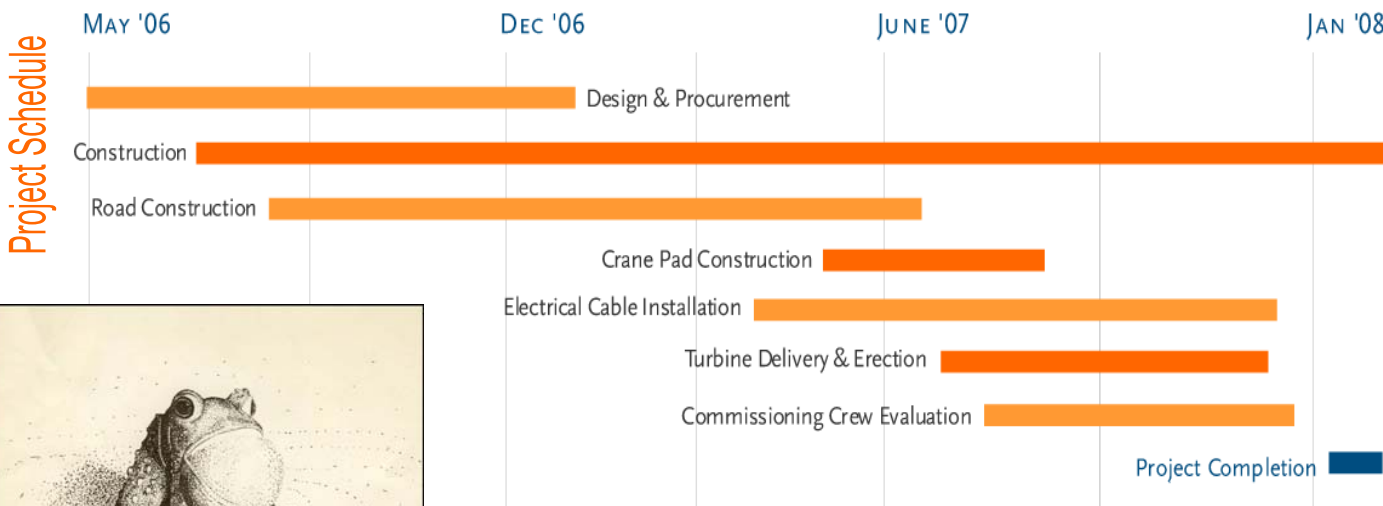 MAY '06
DEC '06
JUNE '07
JAN '08
Project Schedule
Design & Procurement
Construction
Road Construction
Crane Pad Construction
Electrical Cable Installation
Turbine Delivery & Erection
Commissioning Crew Evaluation
Project Completion